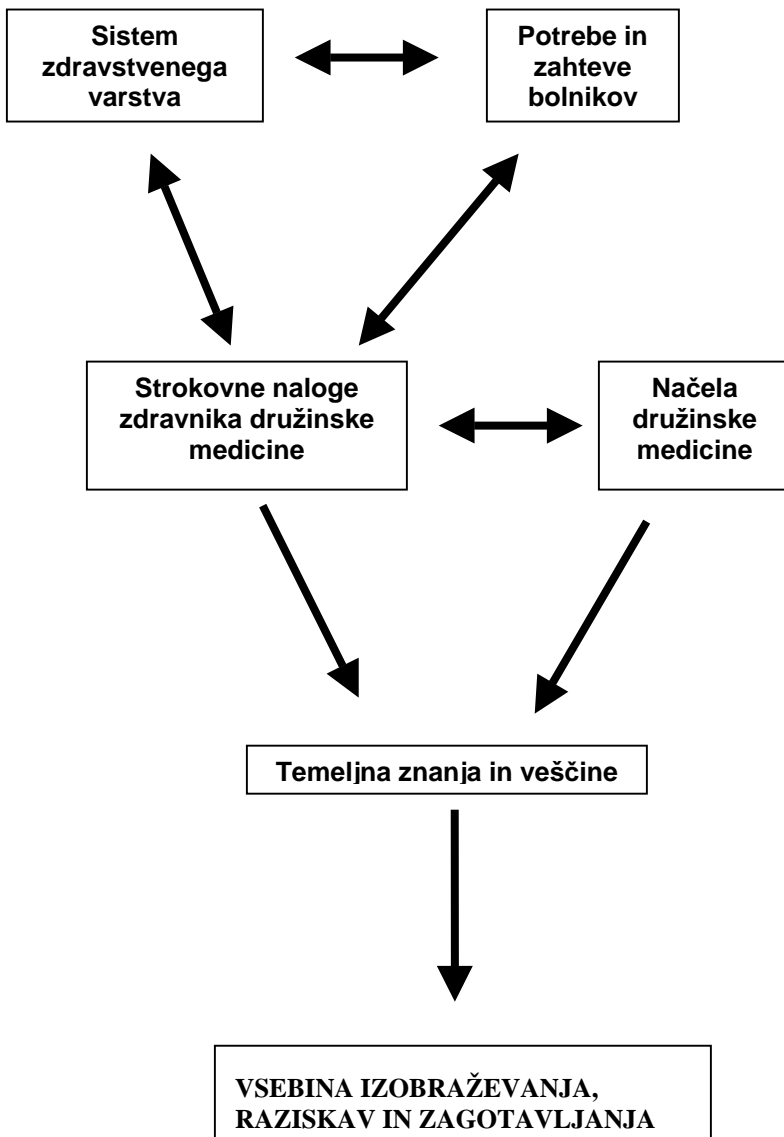 Sistem
zdravstvenega
varstva
Potrebe in
zahteve
bolnikov
Strokovne naloge
zdravnika družinske
medicine
Načela
družinske
medicine
Temeljna znanja in veščine
VSEBINA IZOBRAŽEVANJA,
RAZISKAV IN ZAGOTAVLJANJA